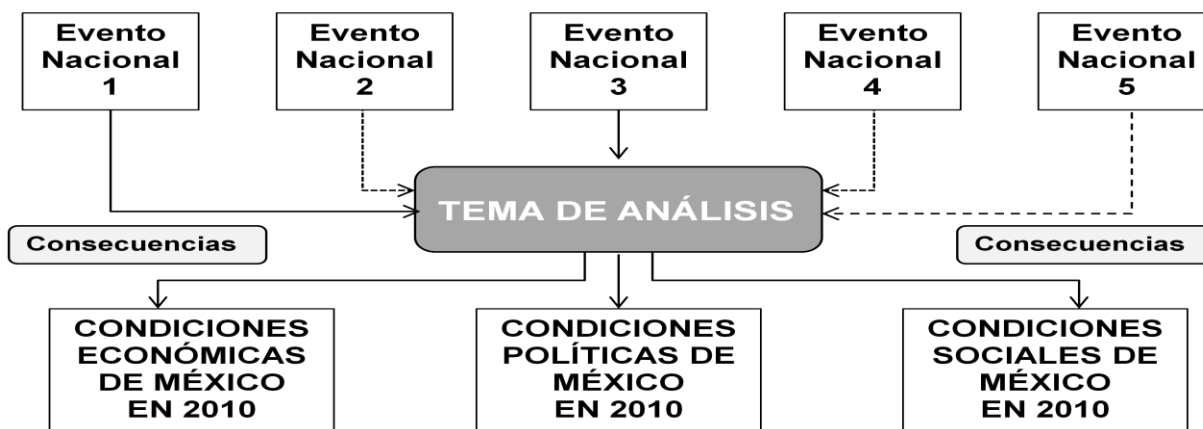 Evento
Nacional
1
Evento
Nacional
2
Evento
Nacional
3
Evento
Nacional
4
Evento
Nacional
5
TEMA DE ANÁLISIS
Consecuencias
Consecuencias
CONDICIONES
ECONÓMICAS
DE MÉXICO
EN 2010
CONDICIONES
POLÍTICAS DE
MÉXICO
EN 2010
CONDICIONES
SOCIALES DE
MÉXICO
EN 2010